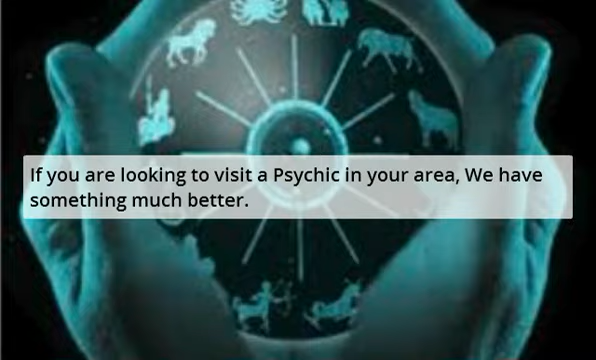 If you are looking to visit a Psychic in your area, We have
something much better.